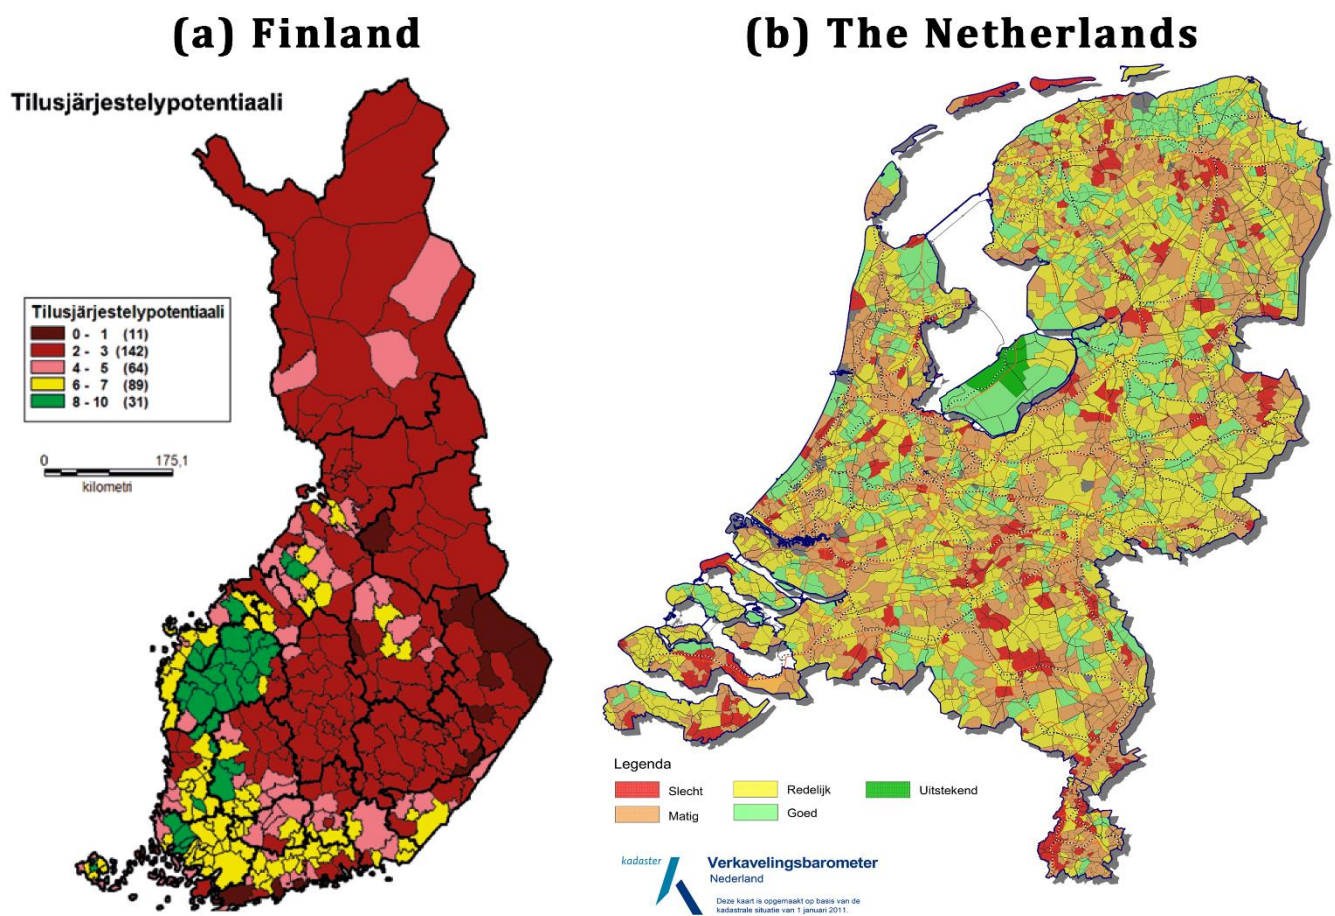 (a) Finland
Tilusjärjestelypotentiaali
Tilusjärjestelypotentiaali
0 - 1 (11)
2 - 3 (142)
4 - 5 (64)
6 - 7 (89)
8 - 10 (31)
0 175,1
kilometri
(b) The Netherlands
Legenda
Slecht Redelijk Uitstekend
Matig Goed
kadaster
Verkavelingsbarometer
Nederland
Deze kaart is opgemaakt op basis van de
kadastrale situatie van 1 januari 2011.